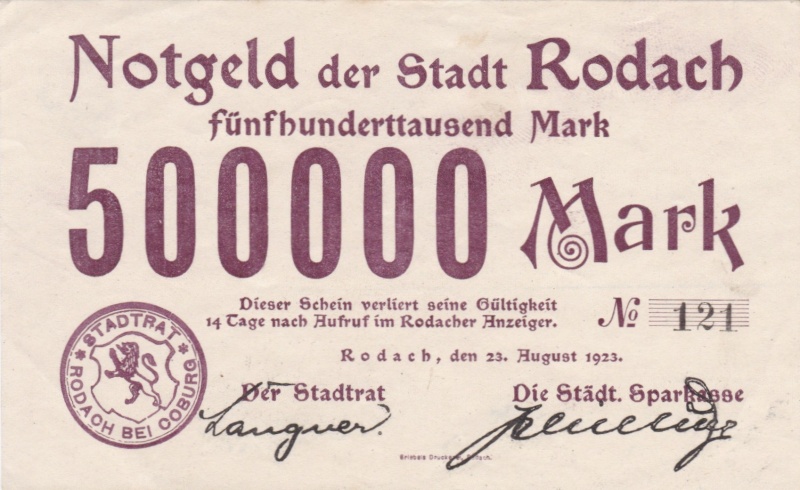 Notgeld der Stadt Rodach
fünfhunderttausend Mark
500000 Mark
Dieser Schein verliert seine Gültigkeit
14 Tage nach Aufruf im Rodacher Anzeiger.
№ 121
Rodach, den 23. August 1923.
STADTRAT
RODACH BEI COBURG
Der Stadtrat
Die Städt. Sparkasse
Langner.